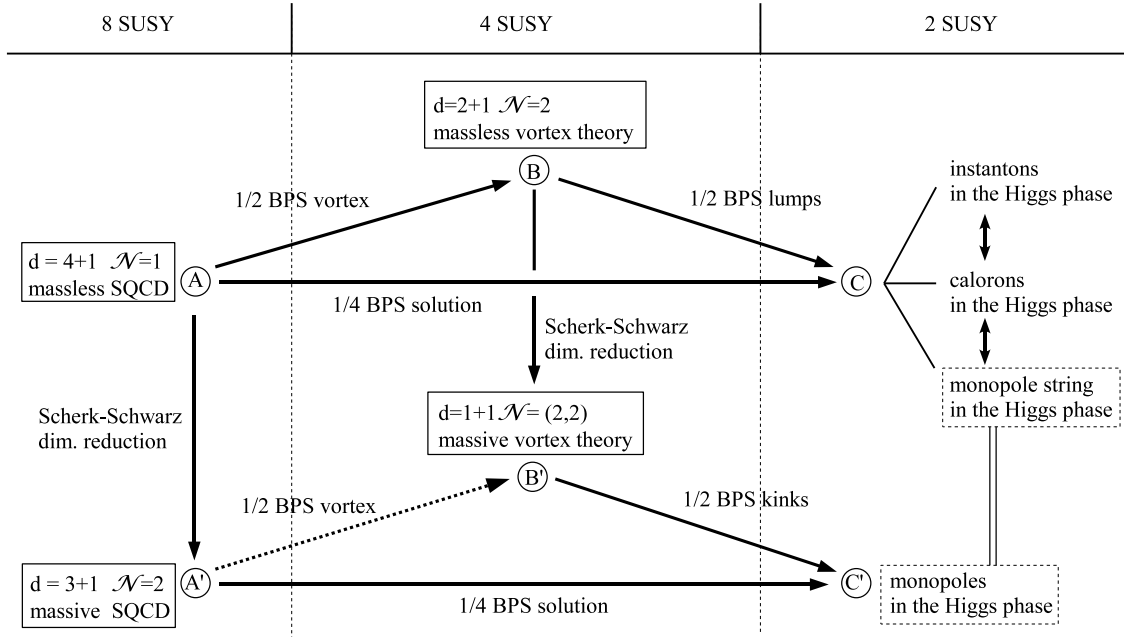 8 SUSY
4 SUSY
2 SUSY
d=2+1 𝒩=2
massless vortex theory
B
1/2 BPS vortex
1/2 BPS lumps
instantons
in the Higgs phase
d = 4+1 𝒩=1
massless SQCD
A
1/4 BPS solution
C
calorons
in the Higgs phase
Scherk-Schwarz
dim. reduction
monopole string
in the Higgs phase
Scherk-Schwarz
dim. reduction
d=1+1 𝒩= (2,2)
massive vortex theory
B'
1/2 BPS vortex
1/2 BPS kinks
d = 3+1 𝒩=2
massive SQCD
A'
1/4 BPS solution
C'
monopoles
in the Higgs phase